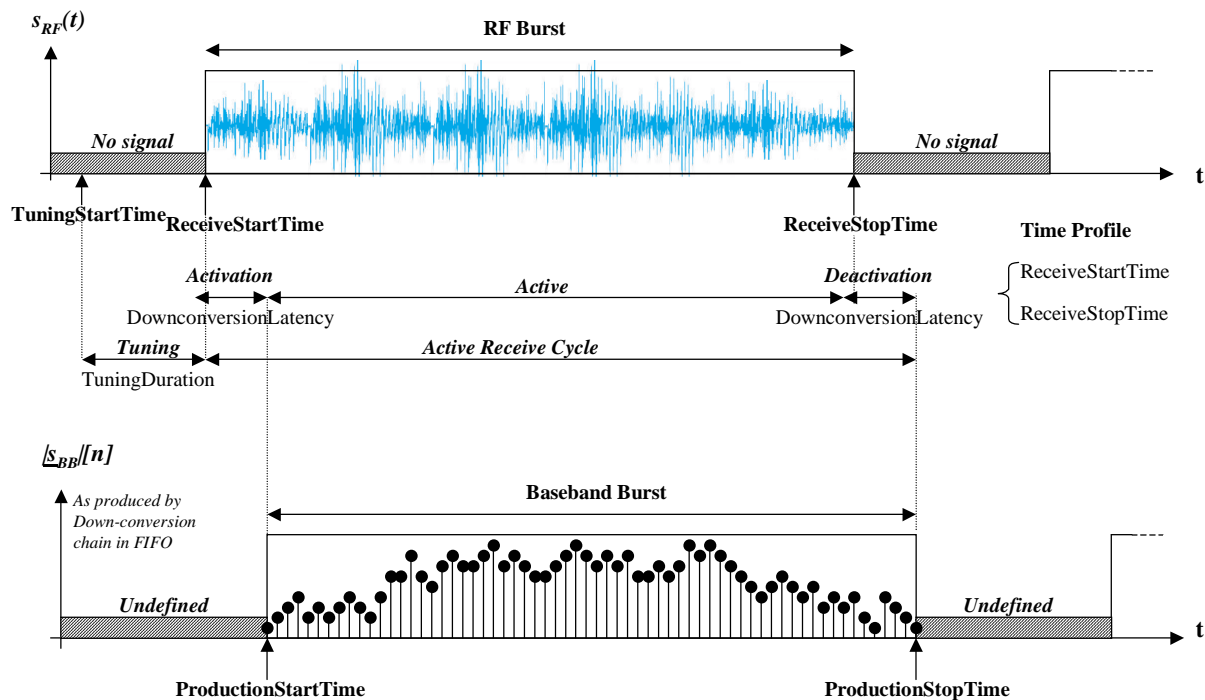 s_RF(t)
RF Burst
No signal
No signal
t
TuningStartTime
ReceiveStartTime
ReceiveStopTime
Time Profile
ReceiveStartTime
ReceiveStopTime
Activation
Active
Deactivation
DownconversionLatency
DownconversionLatency
Tuning
Active Receive Cycle
TuningDuration
|s_BB|[n]
As produced by
Down-conversion
chain in FIFO
Baseband Burst
Undefined
Undefined
t
ProductionStartTime
ProductionStopTime